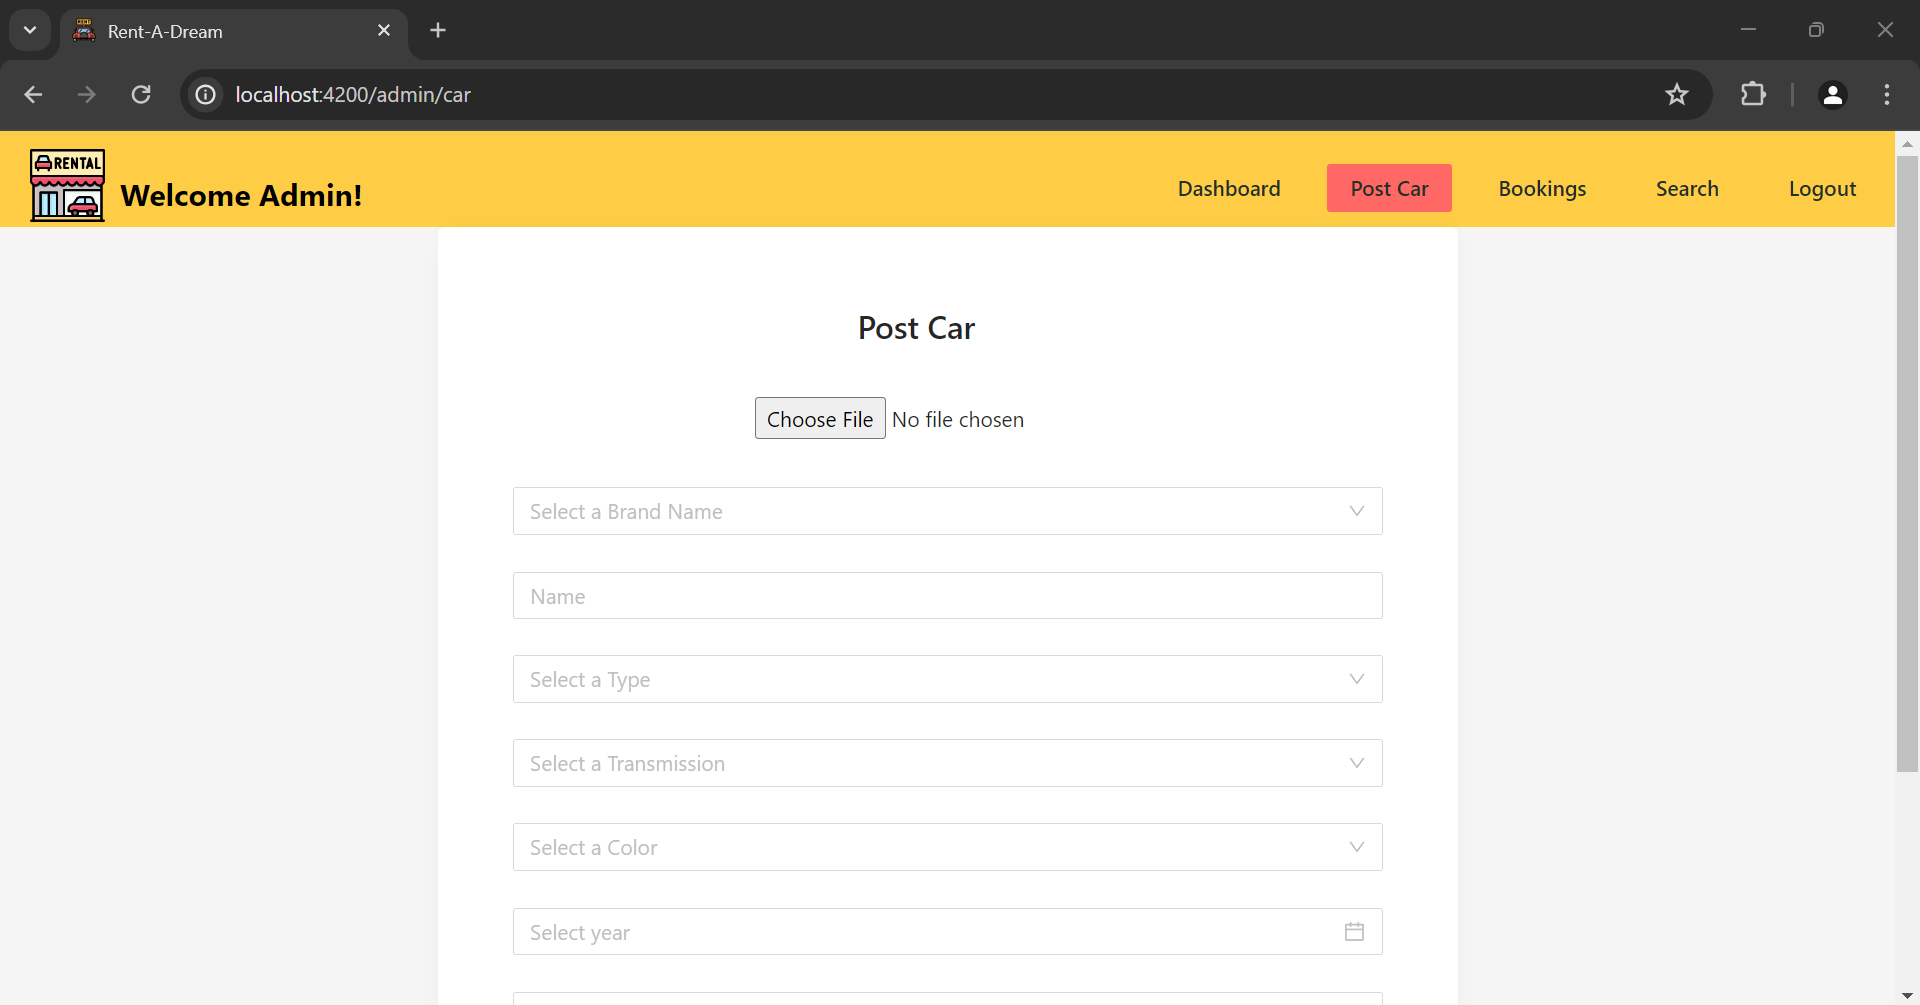 Rent-A-Dream
localhost:4200/admin/car
RENTAL
Welcome Admin!
Dashboard
Post Car
Bookings
Search
Logout
Post Car
Choose File No file chosen
Select a Brand Name
Name
Select a Type
Select a Transmission
Select a Color
Select year